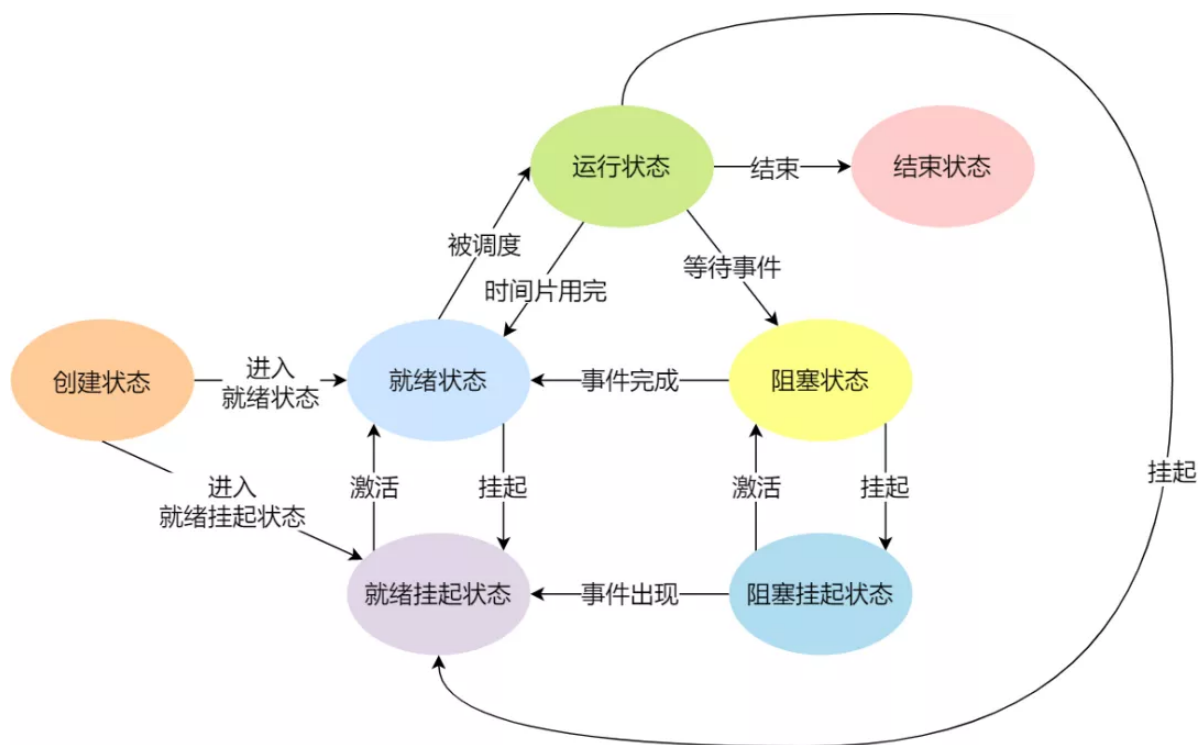 运行状态
结束
结束状态
被调度
时间片用完
等待事件
创建状态
进入
就绪状态
就绪状态
事件完成
阻塞状态
进入
就绪挂起状态
激活
挂起
激活
挂起
挂起
就绪挂起状态
事件出现
阻塞挂起状态